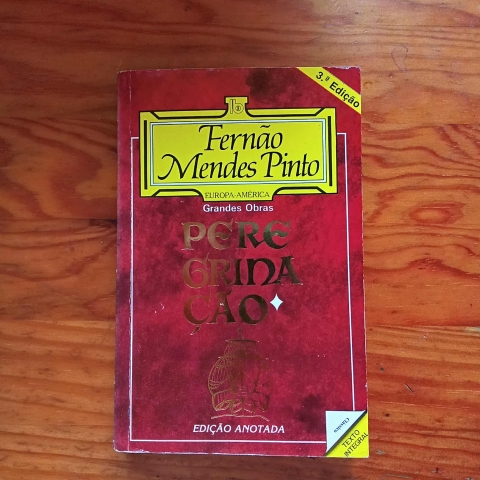 3.ª Edição
Fernão
Mendes Pinto
EUROPA-AMÉRICA
Grandes Obras
PERE
GRINA
ÇÃO
EDIÇÃO ANOTADA
TEXTO
INTEGRAL